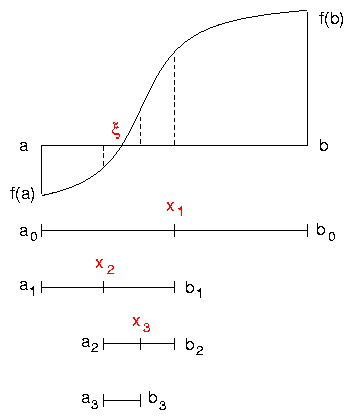 f(b)
ξ
a b
f(a)
x₁
a₀ b₀
x₂
a₁ b₁
x₃
a₂ b₂
a₃ b₃